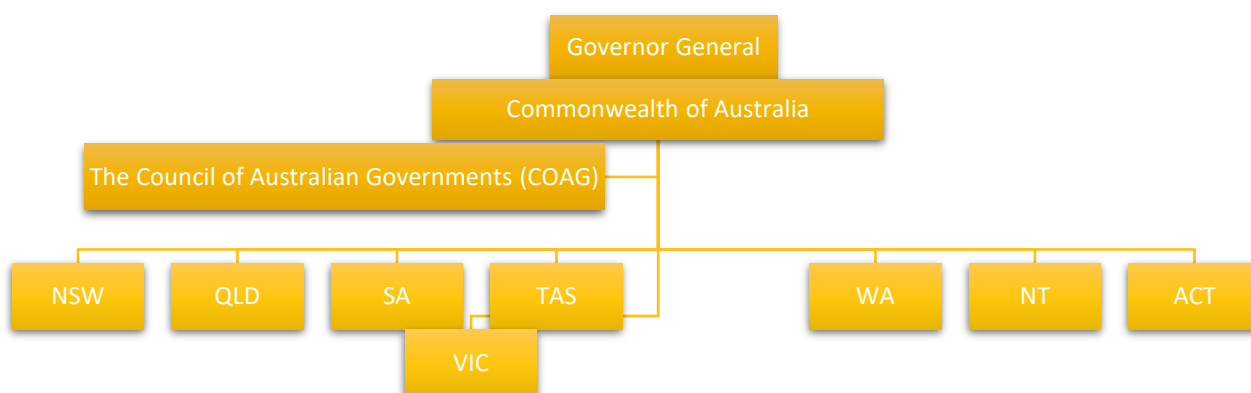 Governor General
Commonwealth of Australia
The Council of Australian Governments (COAG)
NSW
QLD
SA
TAS
WA
NT
ACT
VIC